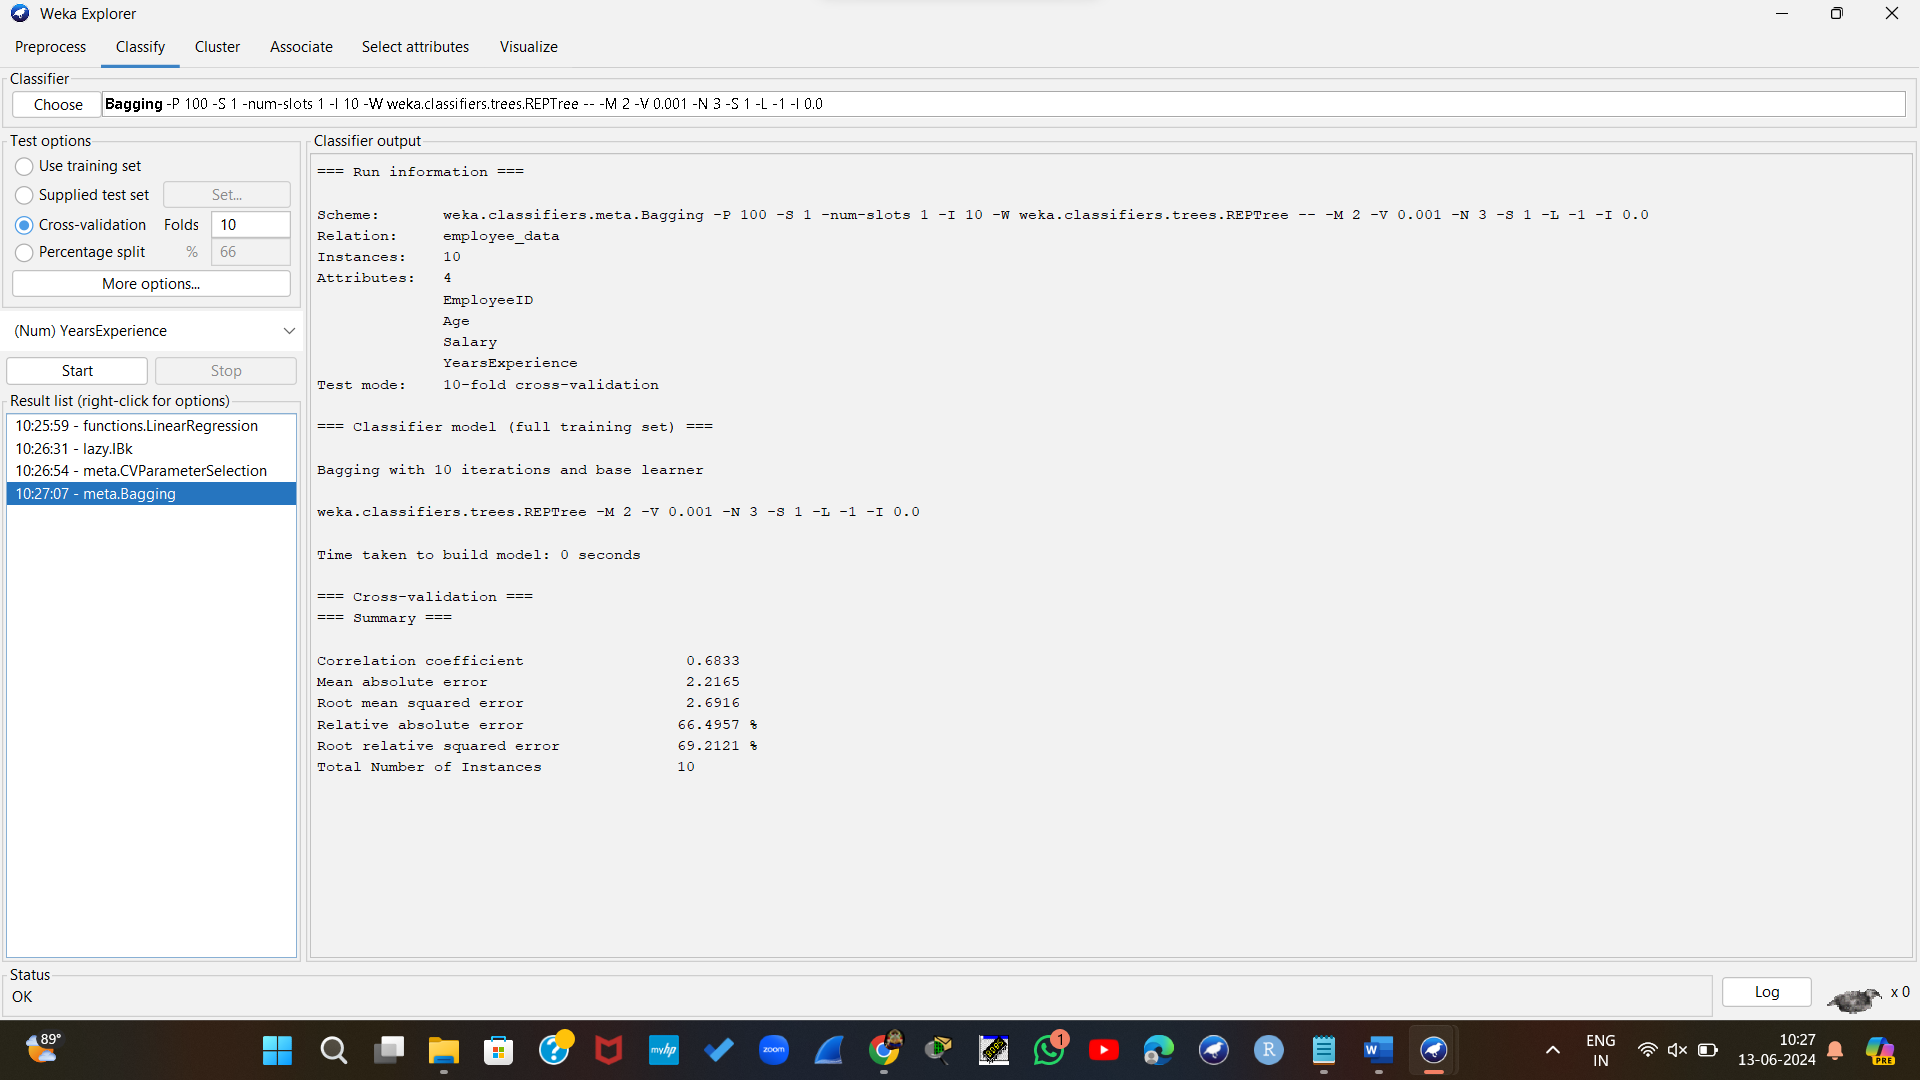 Weka Explorer
Preprocess Classify Cluster Associate Select attributes Visualize
Classifier
Choose Bagging -P 100 -S 1 -num-slots 1 -I 10 -W weka.classifiers.trees.REPTree -- -M 2 -V 0.001 -N 3 -S 1 -L -1 -I 0.0
Test options
Use training set
Supplied test set Set...
Cross-validation Folds 10
Percentage split % 66
More options...
(Num) YearsExperience
Start Stop
Result list (right-click for options)
10:25:59 - functions.LinearRegression
10:26:31 - lazy.IBk
10:26:54 - meta.CVParameterSelection
10:27:07 - meta.Bagging
Classifier output
=== Run information ===
Scheme: weka.classifiers.meta.Bagging -P 100 -S 1 -num-slots 1 -I 10 -W weka.classifiers.trees.REPTree -- -M 2 -V 0.001 -N 3 -S 1 -L -1 -I 0.0
Relation: employee_data
Instances: 10
Attributes: 4
EmployeeID
Age
Salary
YearsExperience
Test mode: 10-fold cross-validation
=== Classifier model (full training set) ===
Bagging with 10 iterations and base learner
weka.classifiers.trees.REPTree -M 2 -V 0.001 -N 3 -S 1 -L -1 -I 0.0
Time taken to build model: 0 seconds
=== Cross-validation ===
=== Summary ===
Correlation coefficient 0.6833
Mean absolute error 2.2165
Root mean squared error 2.6916
Relative absolute error 66.4957 %
Root relative squared error 69.2121 %
Total Number of Instances 10
Status
OK
Log x 0
89°
myhp
zoom
1
R
W
ENG
IN
10:27
13-06-2024
PRE